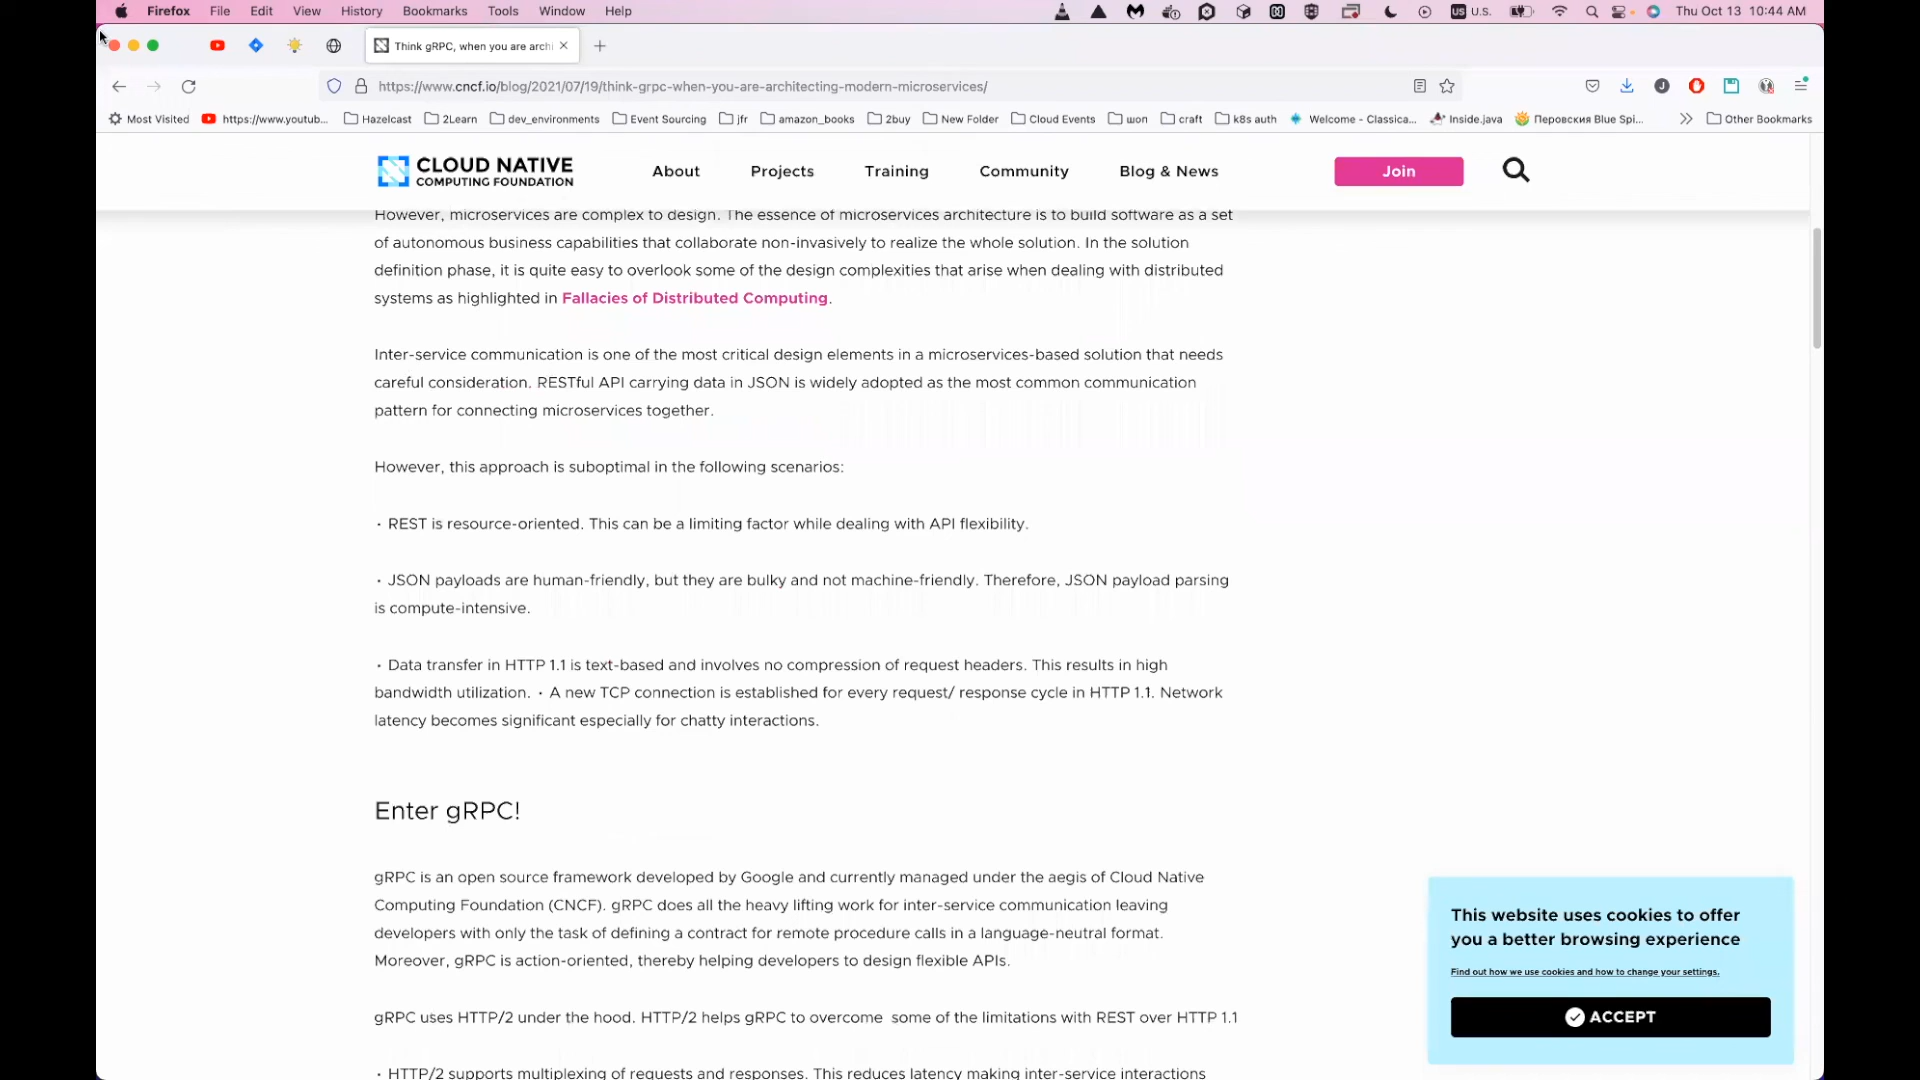 Firefox File Edit View History Bookmarks Tools Window Help U.S. Thu Oct 13 10:44 AM
Think gRPC, when you are archi
https://www.cncf.io/blog/2021/07/19/think-grpc-when-you-are-architecting-modern-microservices/
Most Visited https://www.youtub... Hazelcast 2Learn dev_environments Event Sourcing jfr amazon_books 2buy New Folder Cloud Events шоп craft k8s auth Welcome - Classica... Inside.java Перовския Blue Spi... Other Bookmarks
CLOUD NATIVE
COMPUTING FOUNDATION
About Projects Training Community Blog & News Join
However, microservices are complex to design. The essence of microservices architecture is to build software as a set
of autonomous business capabilities that collaborate non-invasively to realize the whole solution. In the solution
definition phase, it is quite easy to overlook some of the design complexities that arise when dealing with distributed
systems as highlighted in Fallacies of Distributed Computing.
Inter-service communication is one of the most critical design elements in a microservices-based solution that needs
careful consideration. RESTful API carrying data in JSON is widely adopted as the most common communication
pattern for connecting microservices together.
However, this approach is suboptimal in the following scenarios:
• REST is resource-oriented. This can be a limiting factor while dealing with API flexibility.
• JSON payloads are human-friendly, but they are bulky and not machine-friendly. Therefore, JSON payload parsing
is compute-intensive.
• Data transfer in HTTP 1.1 is text-based and involves no compression of request headers. This results in high
bandwidth utilization. • A new TCP connection is established for every request/ response cycle in HTTP 1.1. Network
latency becomes significant especially for chatty interactions.
Enter gRPC!
gRPC is an open source framework developed by Google and currently managed under the aegis of Cloud Native
Computing Foundation (CNCF). gRPC does all the heavy lifting work for inter-service communication leaving
developers with only the task of defining a contract for remote procedure calls in a language-neutral format.
Moreover, gRPC is action-oriented, thereby helping developers to design flexible APIs.
gRPC uses HTTP/2 under the hood. HTTP/2 helps gRPC to overcome some of the limitations with REST over HTTP 1.1
• HTTP/2 supports multiplexing of requests and responses. This reduces latency making inter-service interactions
This website uses cookies to offer
you a better browsing experience
Find out how we use cookies and how to change your settings.
ACCEPT